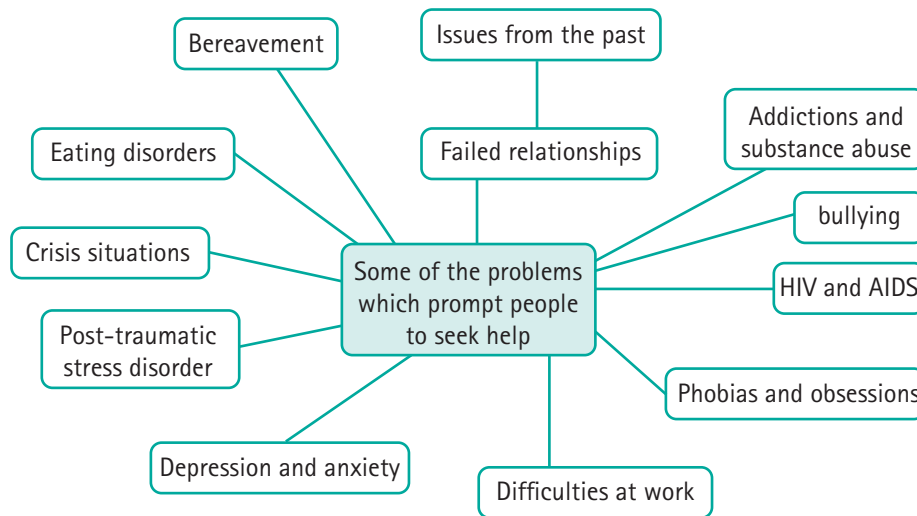 Issues from the past
Bereavement
Addictions and
substance abuse
Eating disorders
Failed relationships
bullying
Crisis situations
Some of the problems
which prompt people
to seek help
HIV and AIDS
Post-traumatic
stress disorder
Phobias and obsessions
Depression and anxiety
Difficulties at work